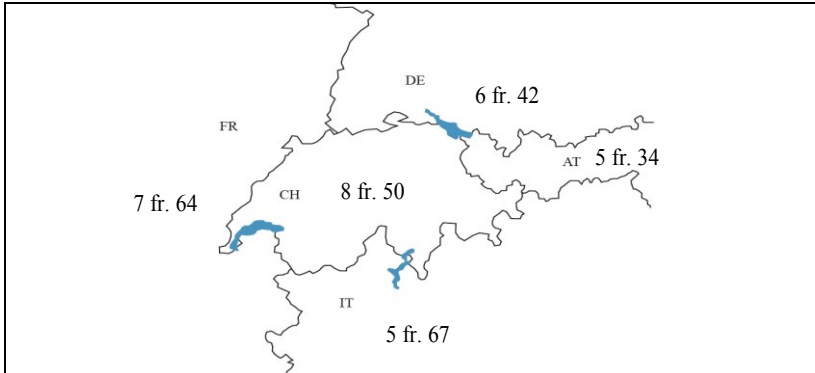 DE
6 fr. 42
FR
AT 5 fr. 34
7 fr. 64
CH 8 fr. 50
IT
5 fr. 67